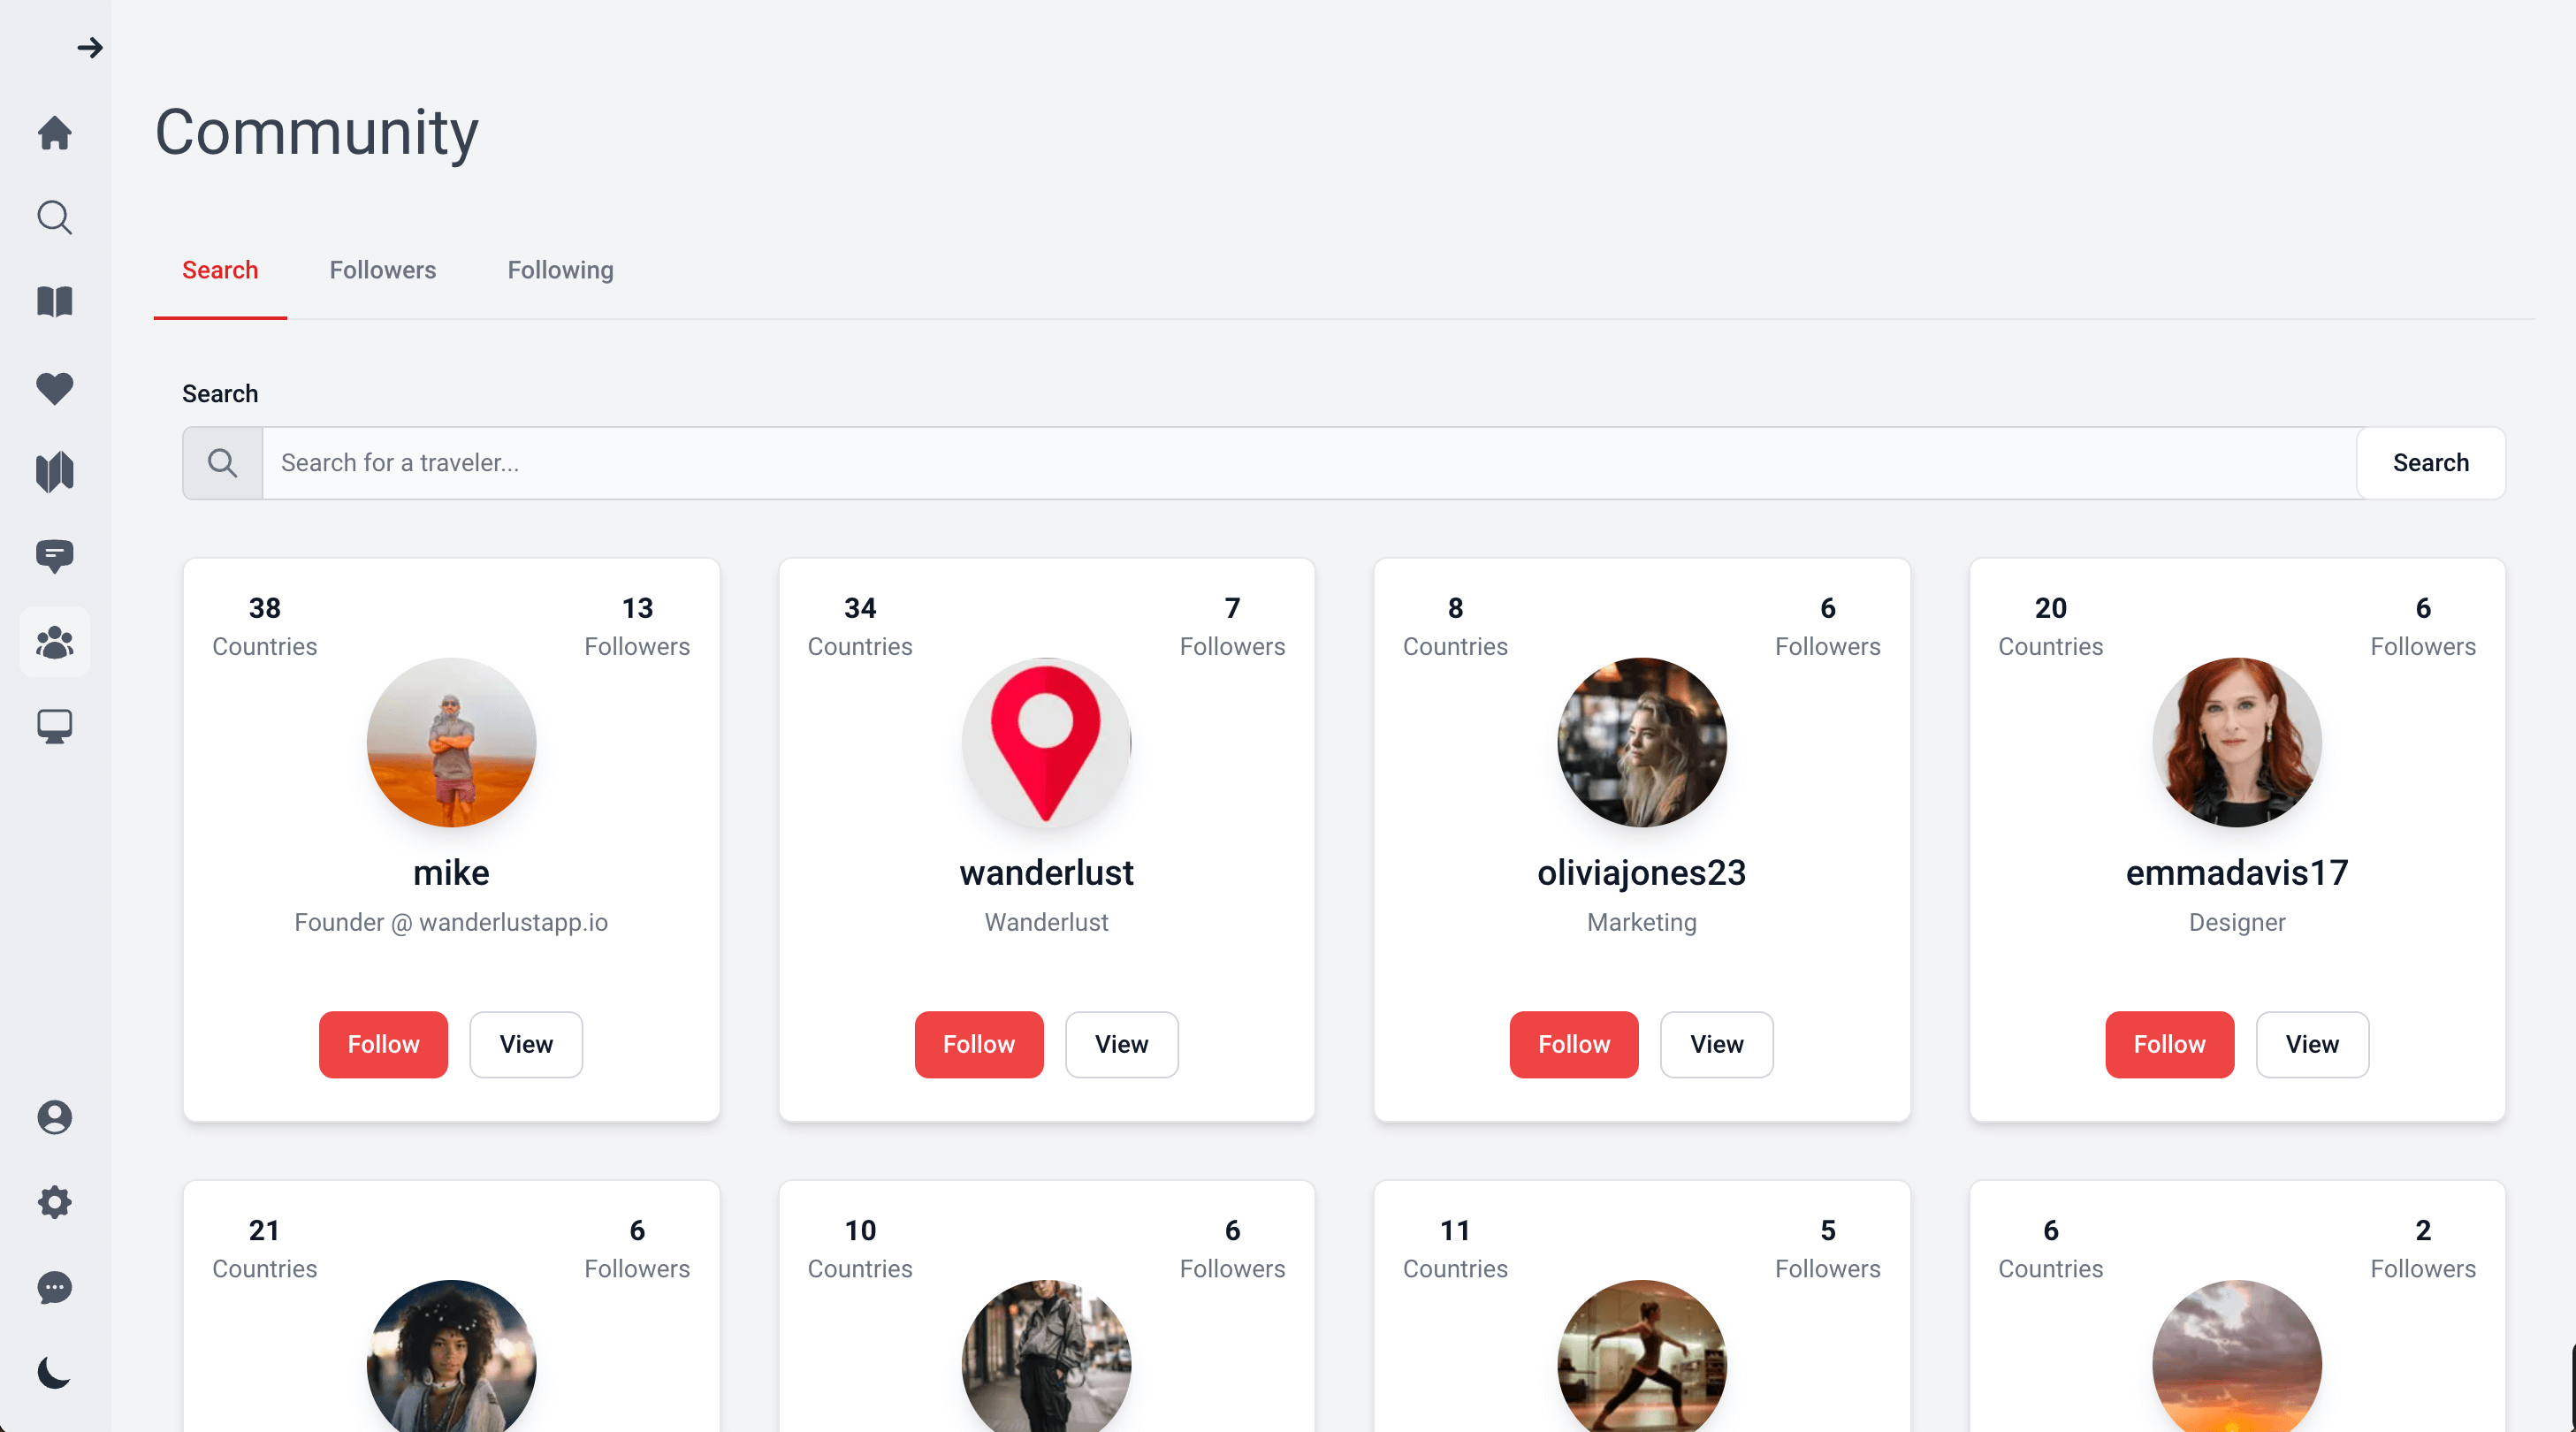 Community
Search Followers Following
Search
Search for a traveler... Search
38 13 34 7 8 6 20 6
Countries Followers Countries Followers Countries Followers Countries Followers
mike wanderlust oliviajones23 emmadavis17
Founder @ wanderlustapp.io Wanderlust Marketing Designer
Follow View Follow View Follow View Follow View
21 6 10 6 11 5 6 2
Countries Followers Countries Followers Countries Followers Countries Followers